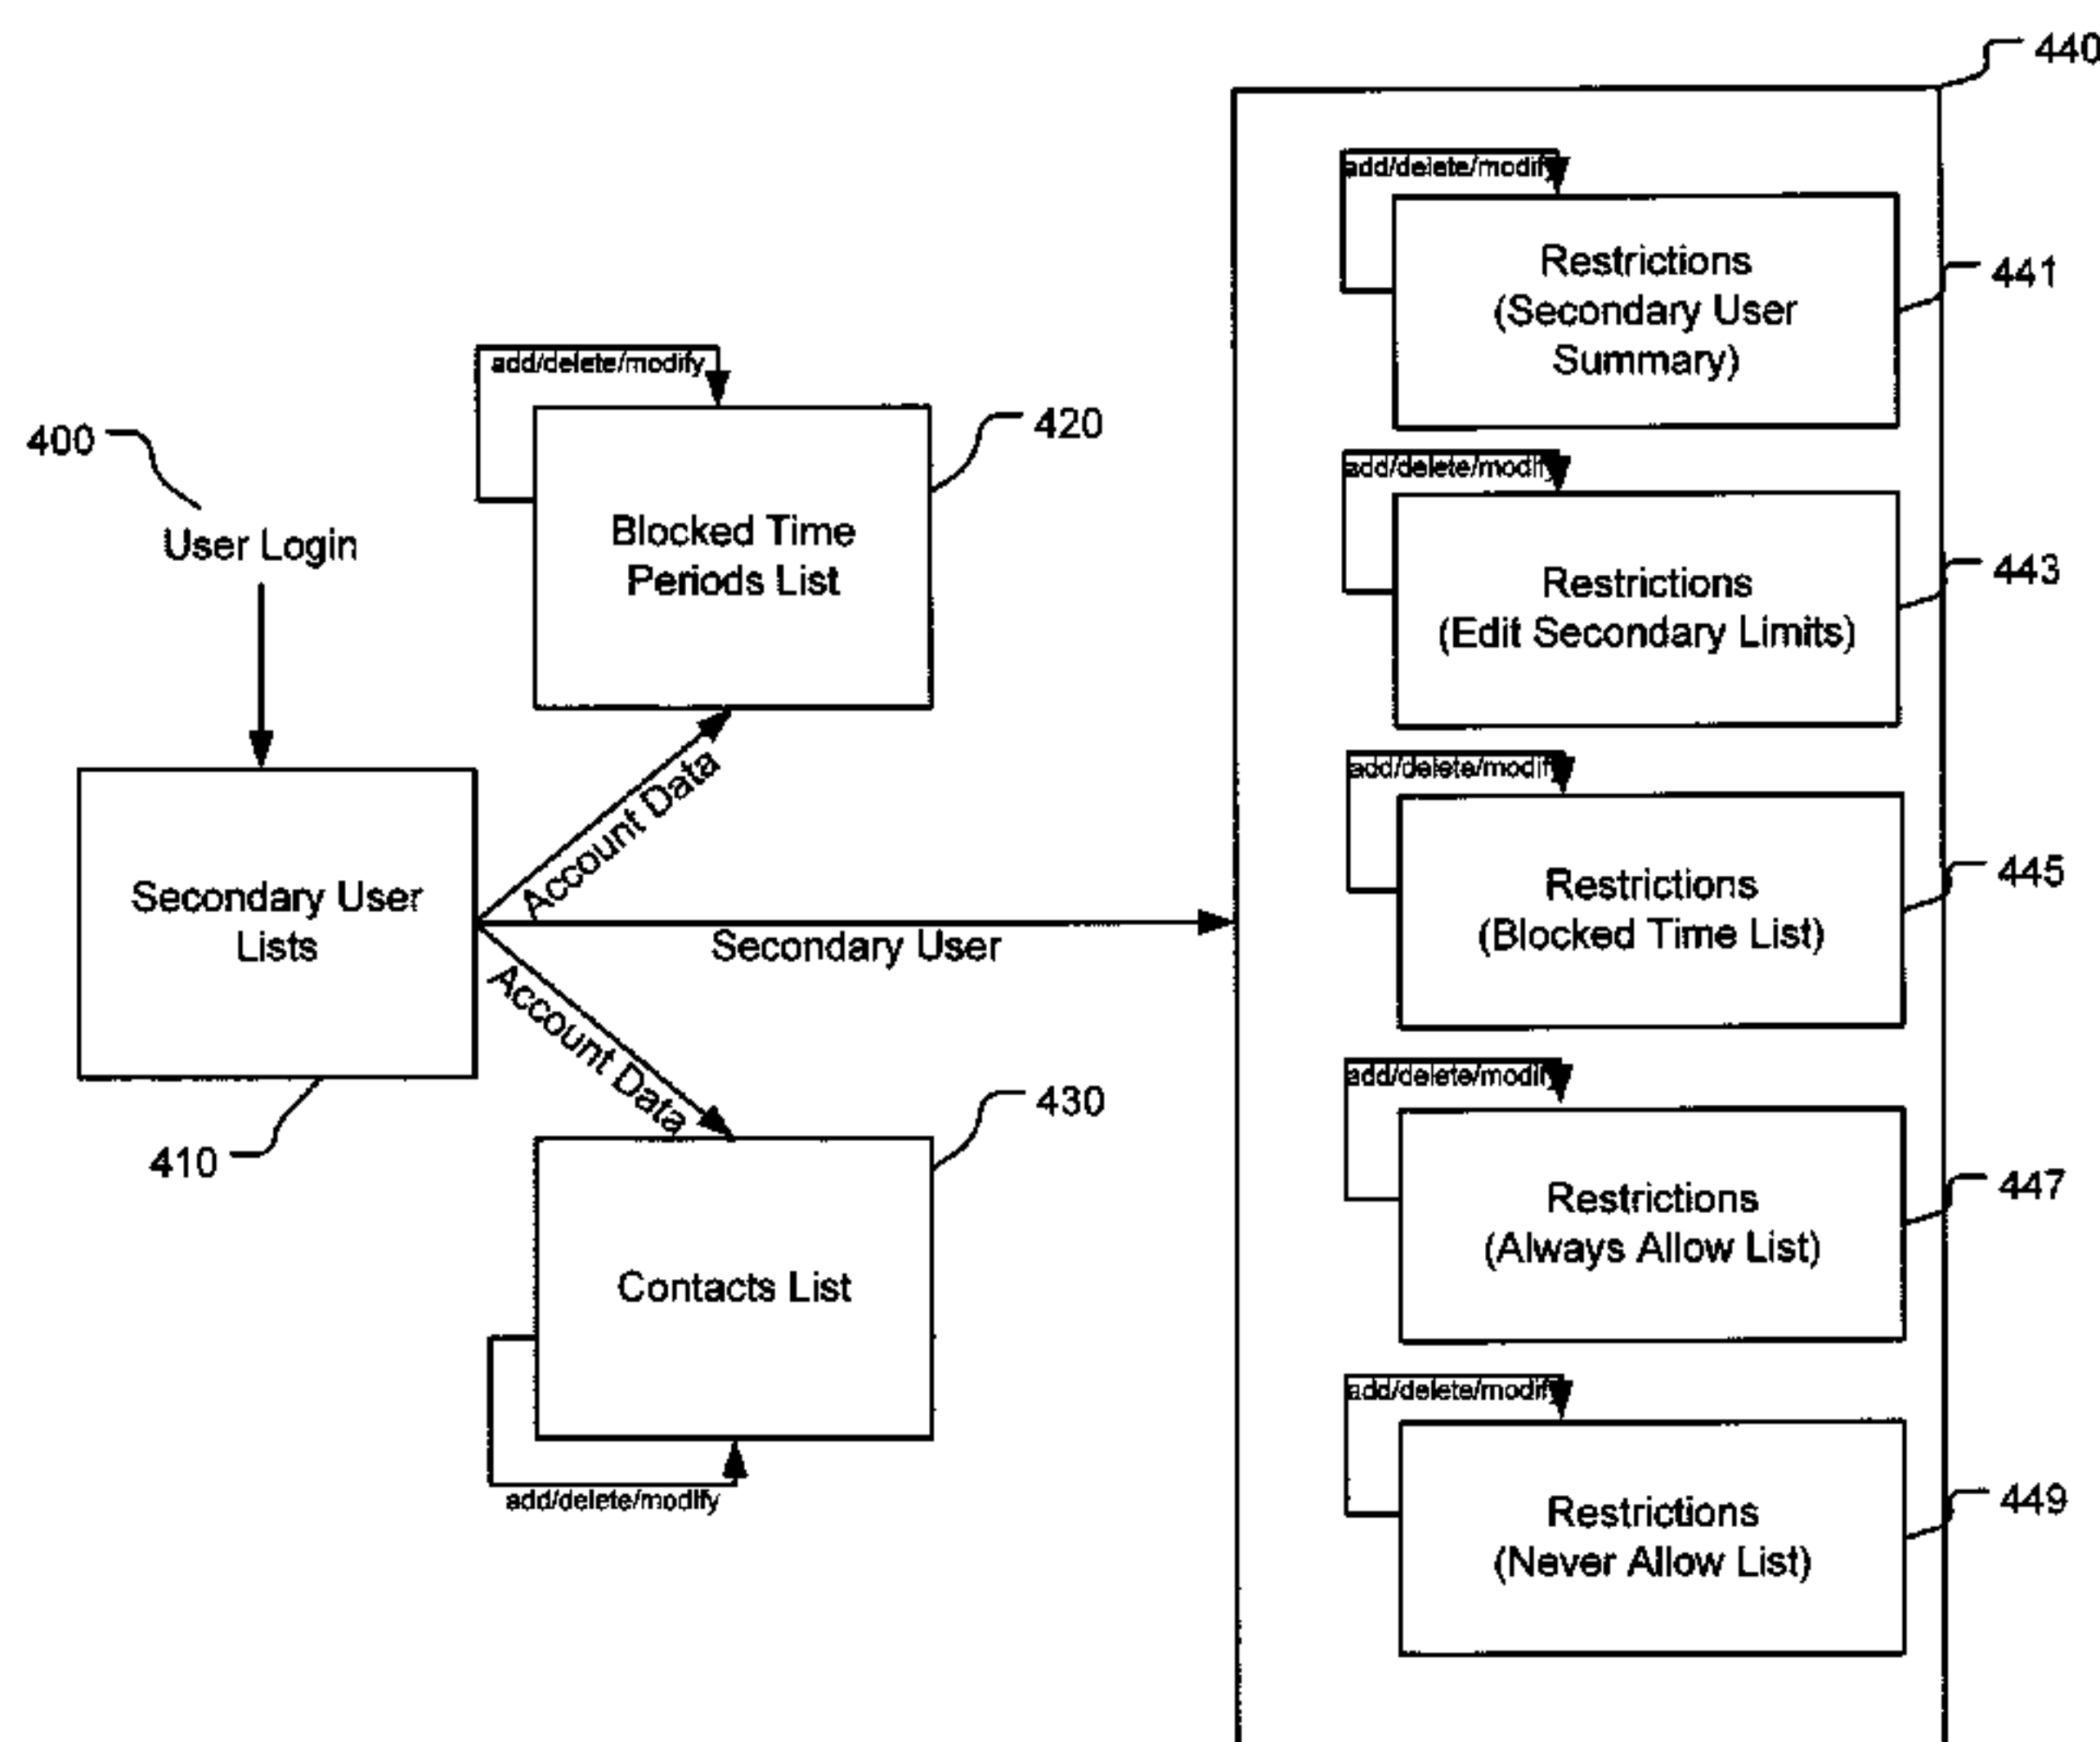 440
add/delete/modify
Restrictions
(Secondary User
Summary)
441
add/delete/modify
420
400
User Login
Blocked Time
Periods List
add/delete/modify
Restrictions
(Edit Secondary Limits)
443
Account Data
Secondary User
Lists
410
Secondary User
add/delete/modify
Restrictions
(Blocked Time List)
445
Account Data
430
Contacts List
add/delete/modify
add/delete/modify
Restrictions
(Always Allow List)
447
add/delete/modify
Restrictions
(Never Allow List)
449